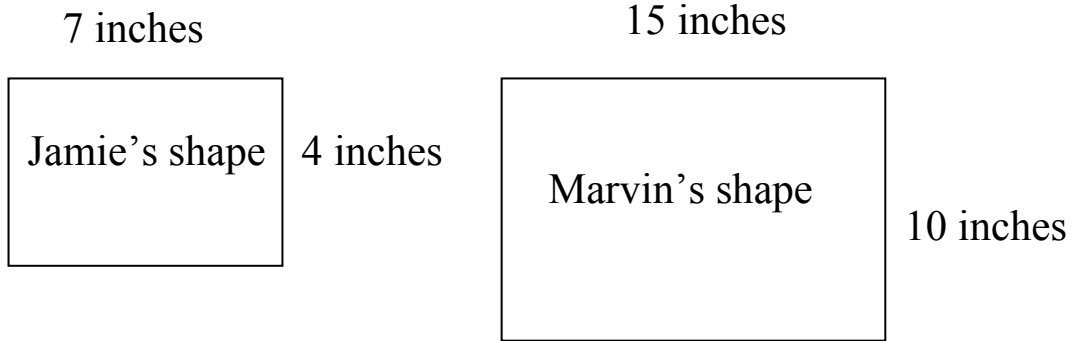 7 inches
15 inches
Jamie’s shape
4 inches
Marvin’s shape
10 inches